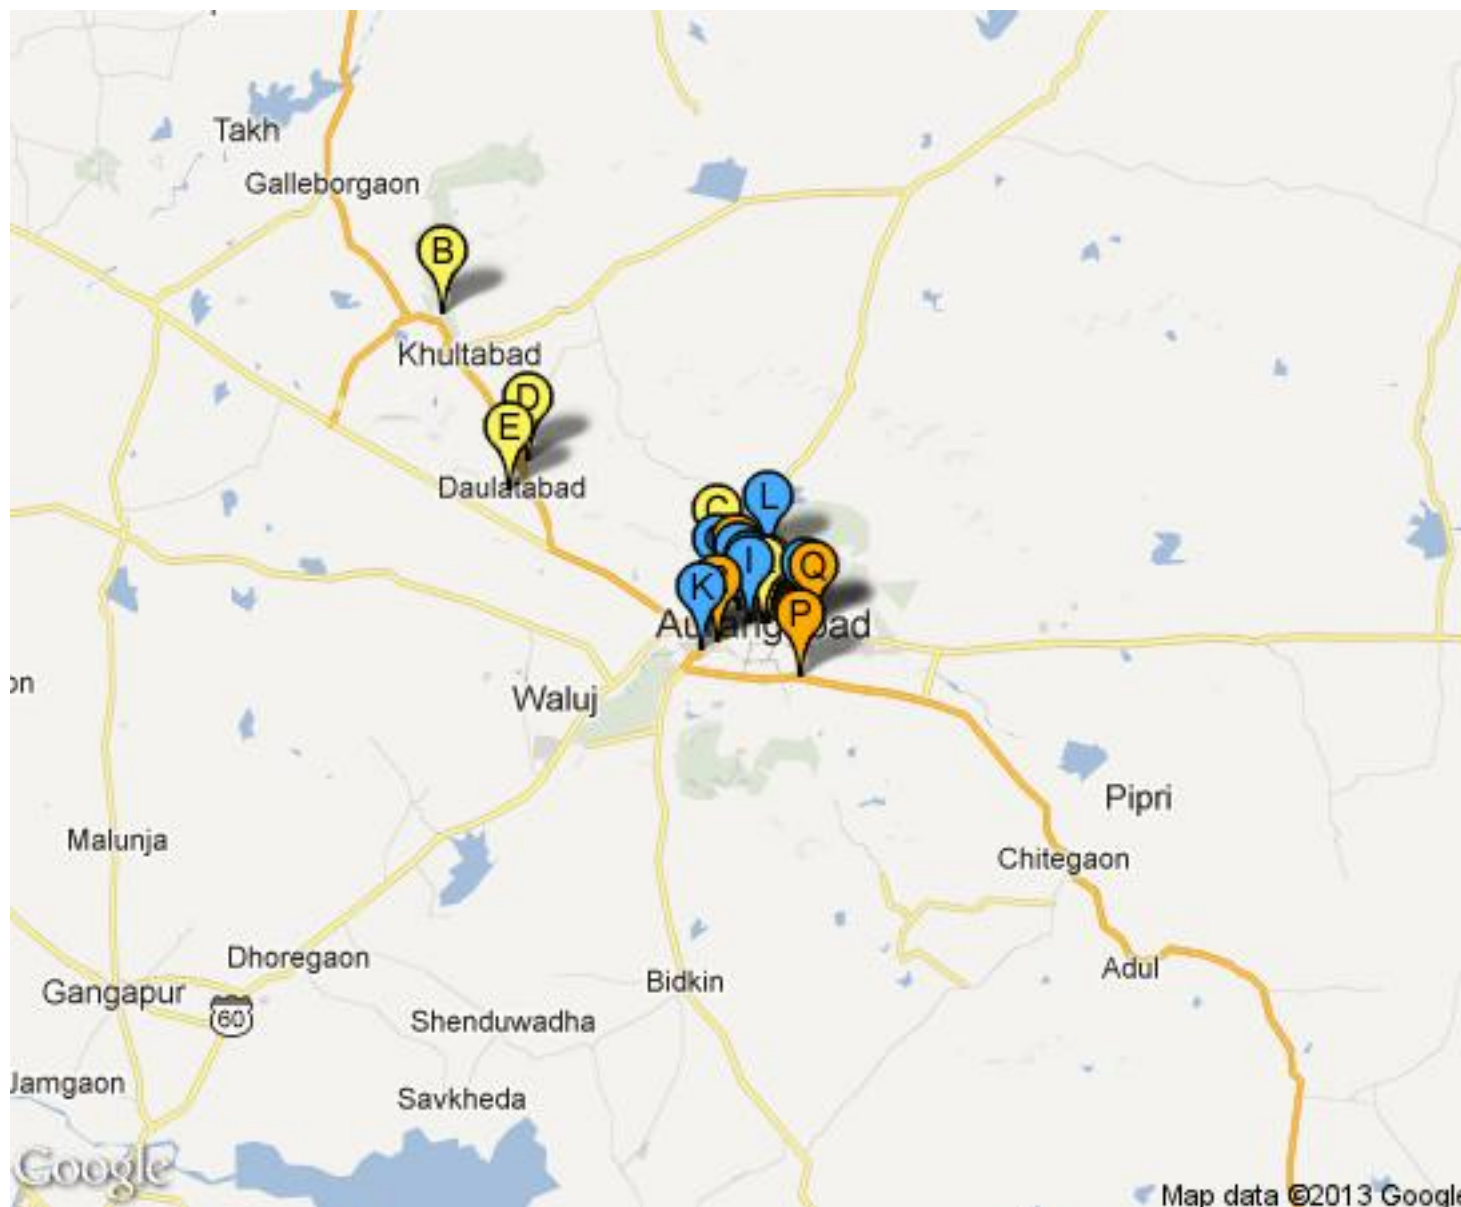 Takh
Galleborgaon
B
Khultabad
D
E
Daulatabad
C
L
I
Q
K
P
Waluj
Pipri
Malunja
Chitegaon
Dhoregaon
Adul
Bidkin
Gangapur
60
Shenduwadha
Jamgaon
Savkheda
Google
Map data ©2013 Google